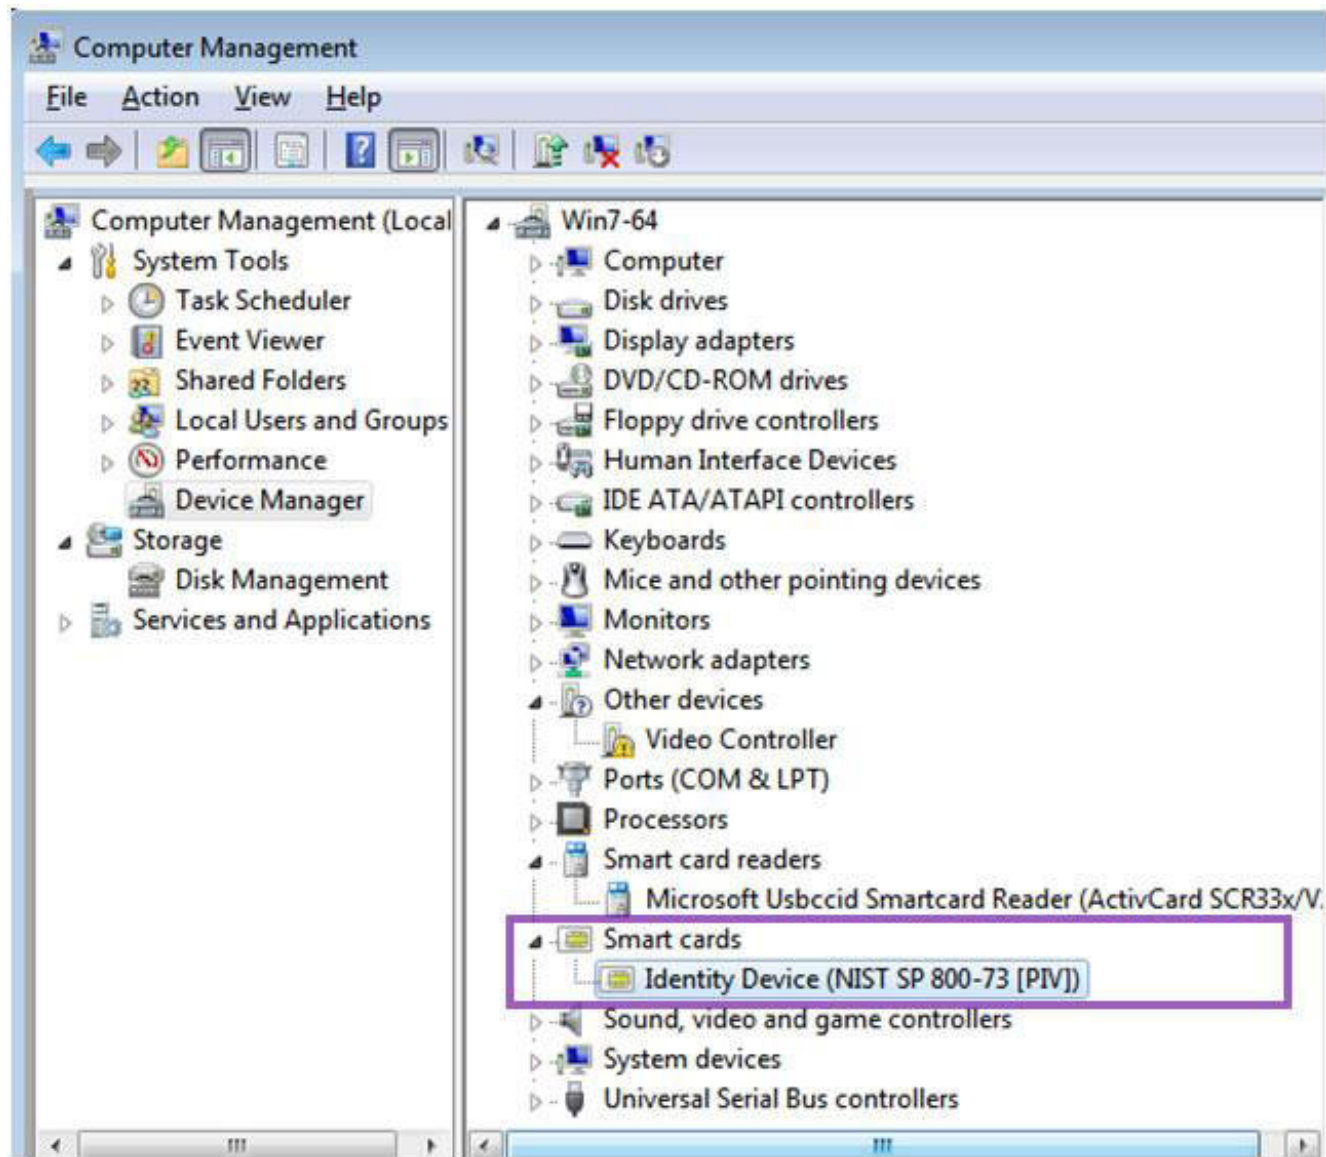 Computer Management
File Action View Help
Computer Management (Local
System Tools
Task Scheduler
Event Viewer
Shared Folders
Local Users and Groups
Performance
Device Manager
Storage
Disk Management
Services and Applications
Win7-64
Computer
Disk drives
Display adapters
DVD/CD-ROM drives
Floppy drive controllers
Human Interface Devices
IDE ATA/ATAPI controllers
Keyboards
Mice and other pointing devices
Monitors
Network adapters
Other devices
Video Controller
Ports (COM & LPT)
Processors
Smart card readers
Microsoft Usbccid Smartcard Reader (ActivCard SCR33x/V.
Smart cards
Identity Device (NIST SP 800-73 [PIV])
Sound, video and game controllers
System devices
Universal Serial Bus controllers